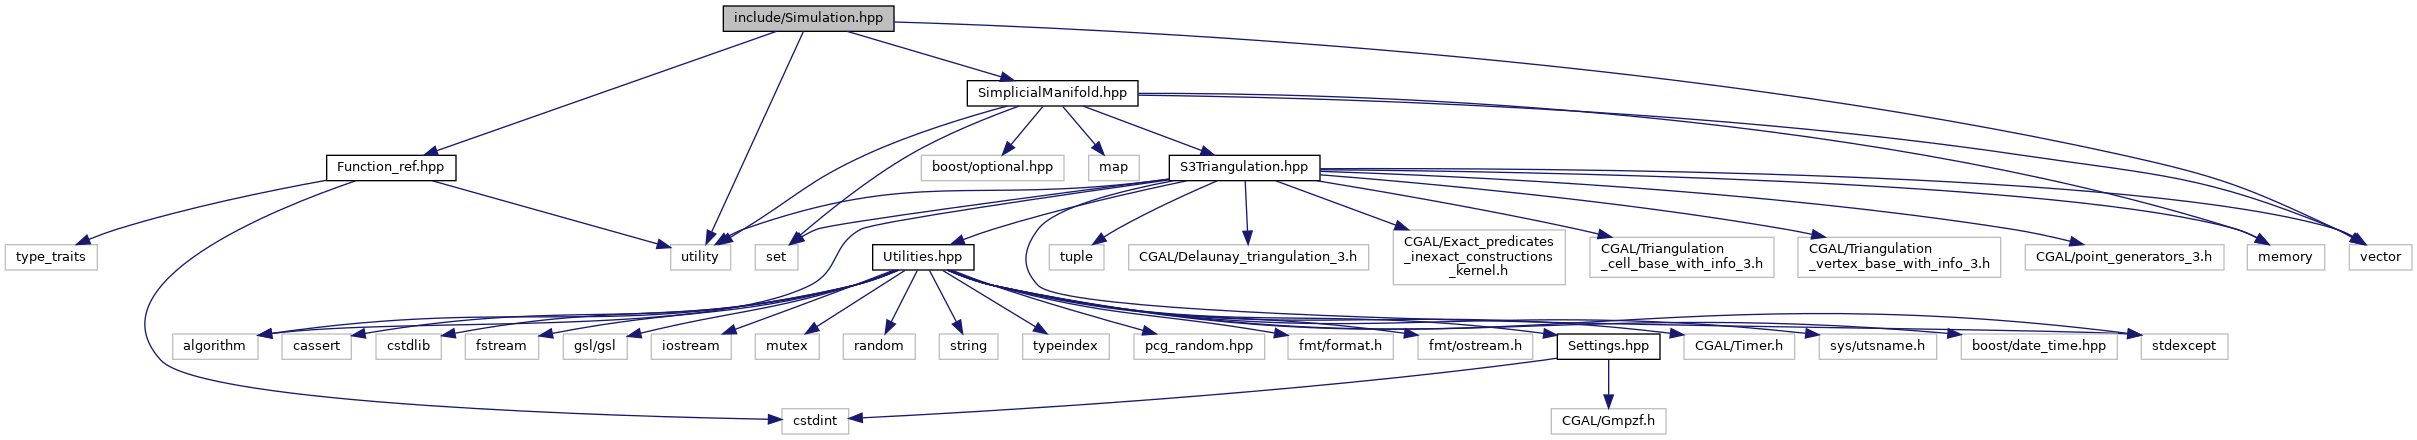 include/Simulation.hpp
SimplicialManifold.hpp
Function_ref.hpp
boost/optional.hpp
map
S3Triangulation.hpp
type_traits
utility
set
Utilities.hpp
tuple
CGAL/Delaunay_triangulation_3.h
CGAL/Exact_predicates
_inexact_constructions
_kernel.h
CGAL/Triangulation
_cell_base_with_info_3.h
CGAL/Triangulation
_vertex_base_with_info_3.h
CGAL/point_generators_3.h
memory
vector
algorithm
cassert
cstdlib
fstream
gsl/gsl
iostream
mutex
random
string
typeindex
pcg_random.hpp
fmt/format.h
fmt/ostream.h
Settings.hpp
CGAL/Timer.h
sys/utsname.h
boost/date_time.hpp
stdexcept
cstdint
CGAL/Gmpzf.h